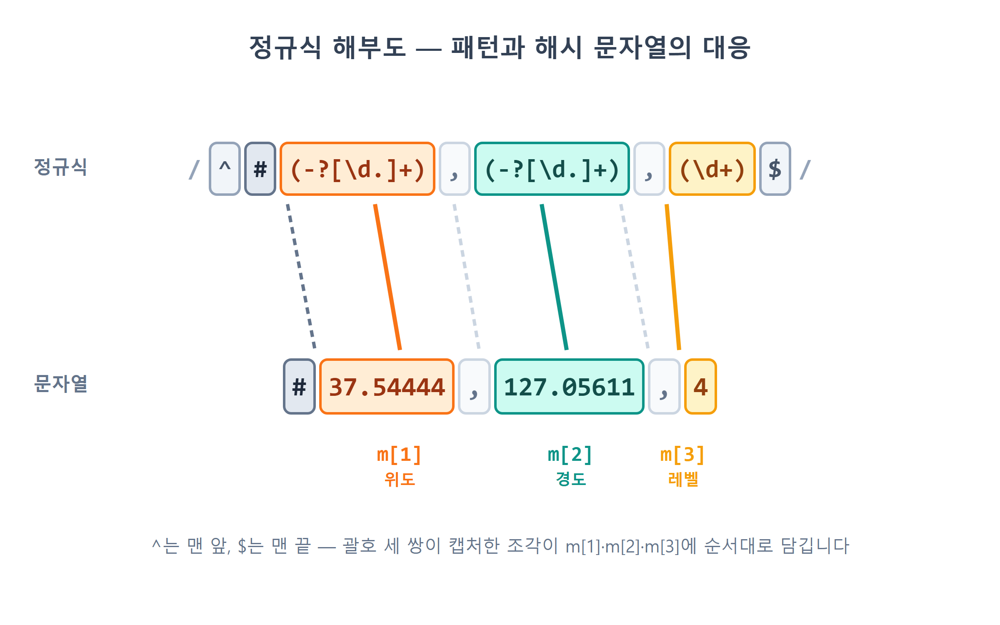 정규식 해부도 — 패턴과 해시 문자열의 대응
정규식 / ^ # (-?[\d.]+) , (-?[\d.]+) , (\d+) $ /
문자열 # 37.54444 , 127.05611 , 4
m[1] m[2] m[3]
위도 경도 레벨
^는 맨 앞, $는 맨 끝 — 괄호 세 쌍이 캡처한 조각이 m[1]·m[2]·m[3]에 순서대로 담깁니다